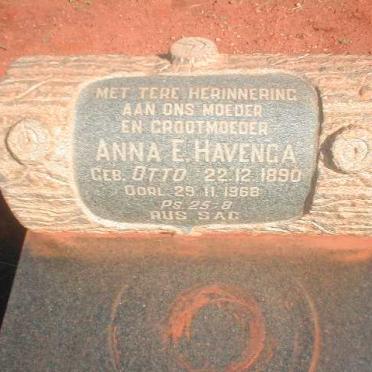 MET TERE HERINNERING
AAN ONS MOEDER
EN GROOTMOEDER
ANNA E. HAVENGA
GEB. OTTO 22.12.1890
OORL 29.11.1968
PS 25-8
RUS SAG